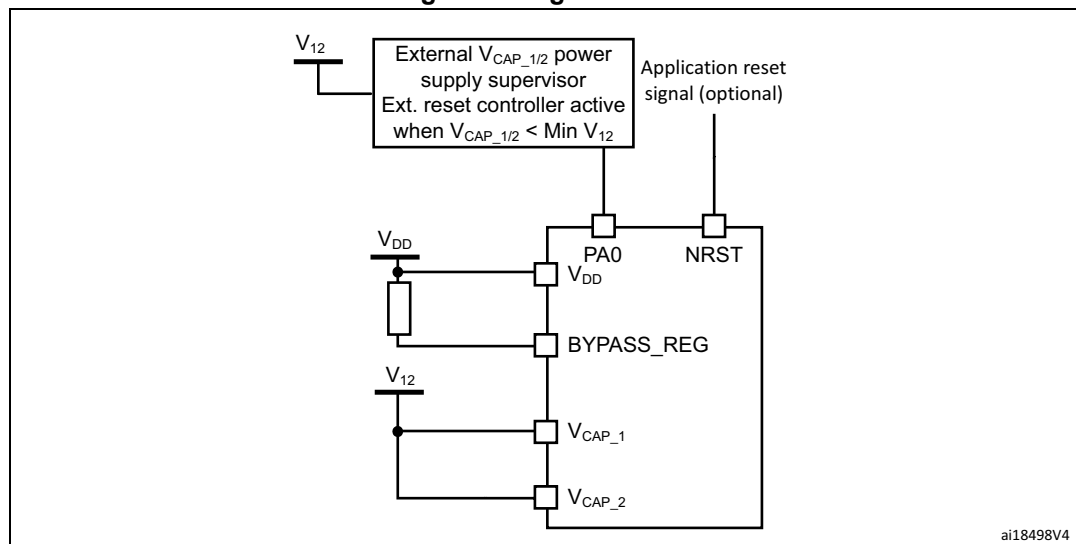 V12
External VCAP_1/2 power
supply supervisor
Ext. reset controller active
when VCAP_1/2 < Min V12
Application reset
signal (optional)
PA0
NRST
VDD
VDD
BYPASS_REG
V12
VCAP_1
VCAP_2
ai18498V4